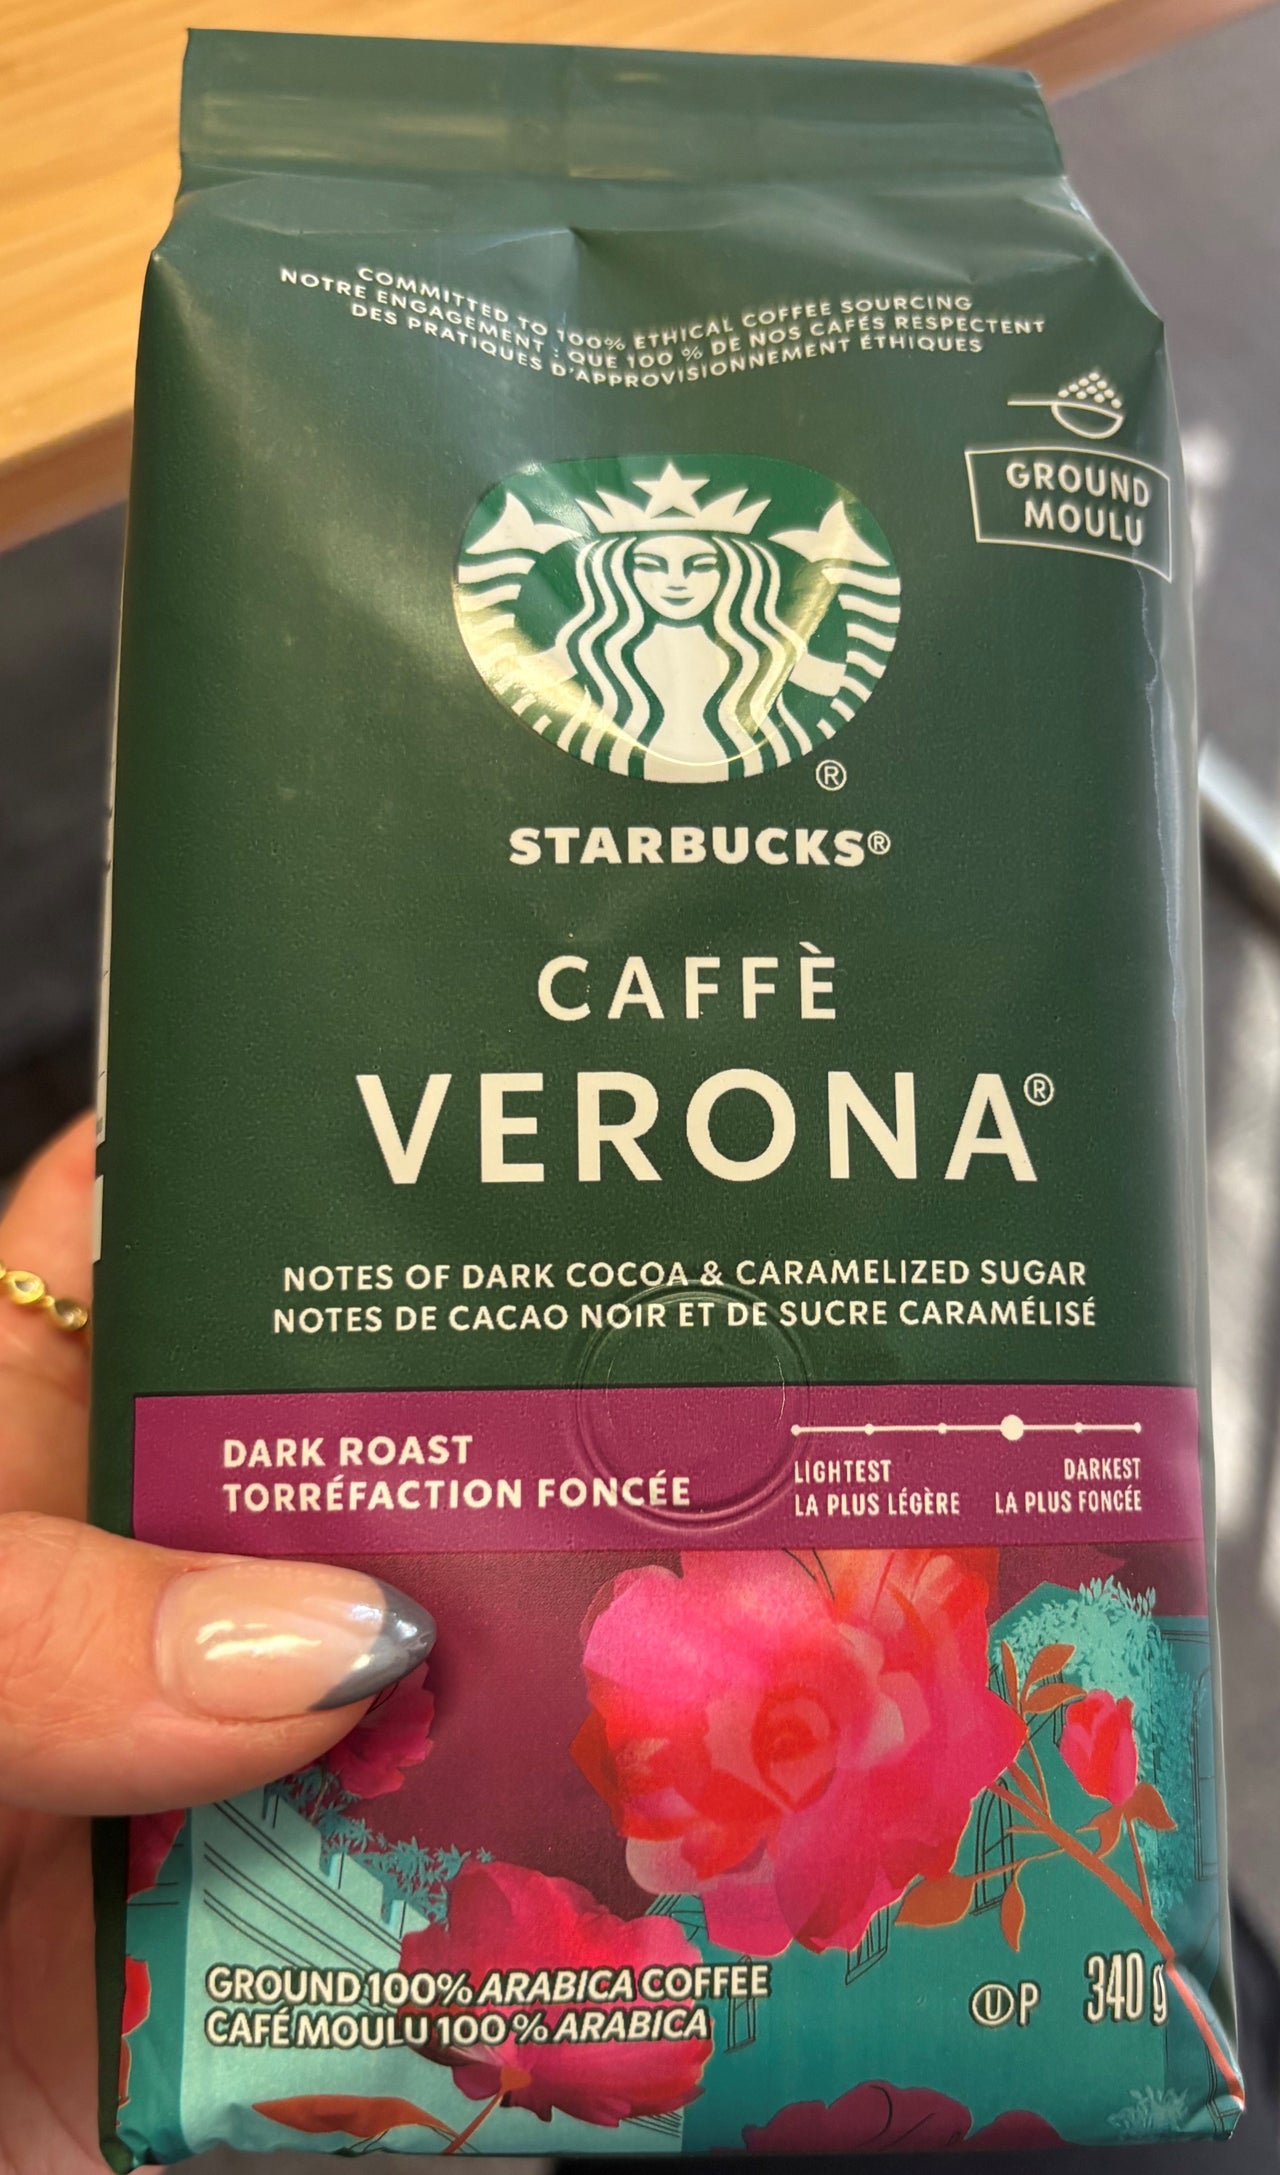 COMMITTED TO 100% ETHICAL COFFEE SOURCING
NOTRE ENGAGEMENT : QUE 100 % DE NOS CAFÉS RESPECTENT
DES PRATIQUES D'APPROVISIONNEMENT ÉTHIQUES
GROUND
MOULU
®
STARBUCKS®
CAFFÈ
VERONA®
NOTES OF DARK COCOA & CARAMELIZED SUGAR
NOTES DE CACAO NOIR ET DE SUCRE CARAMÉLISÉ
DARK ROAST
TORRÉFACTION FONCÉE
LIGHTEST
LA PLUS LÉGÈRE
DARKEST
LA PLUS FONCÉE
GROUND 100% ARABICA COFFEE
CAFÉ MOULU 100 % ARABICA
Ⓤ P
340 g